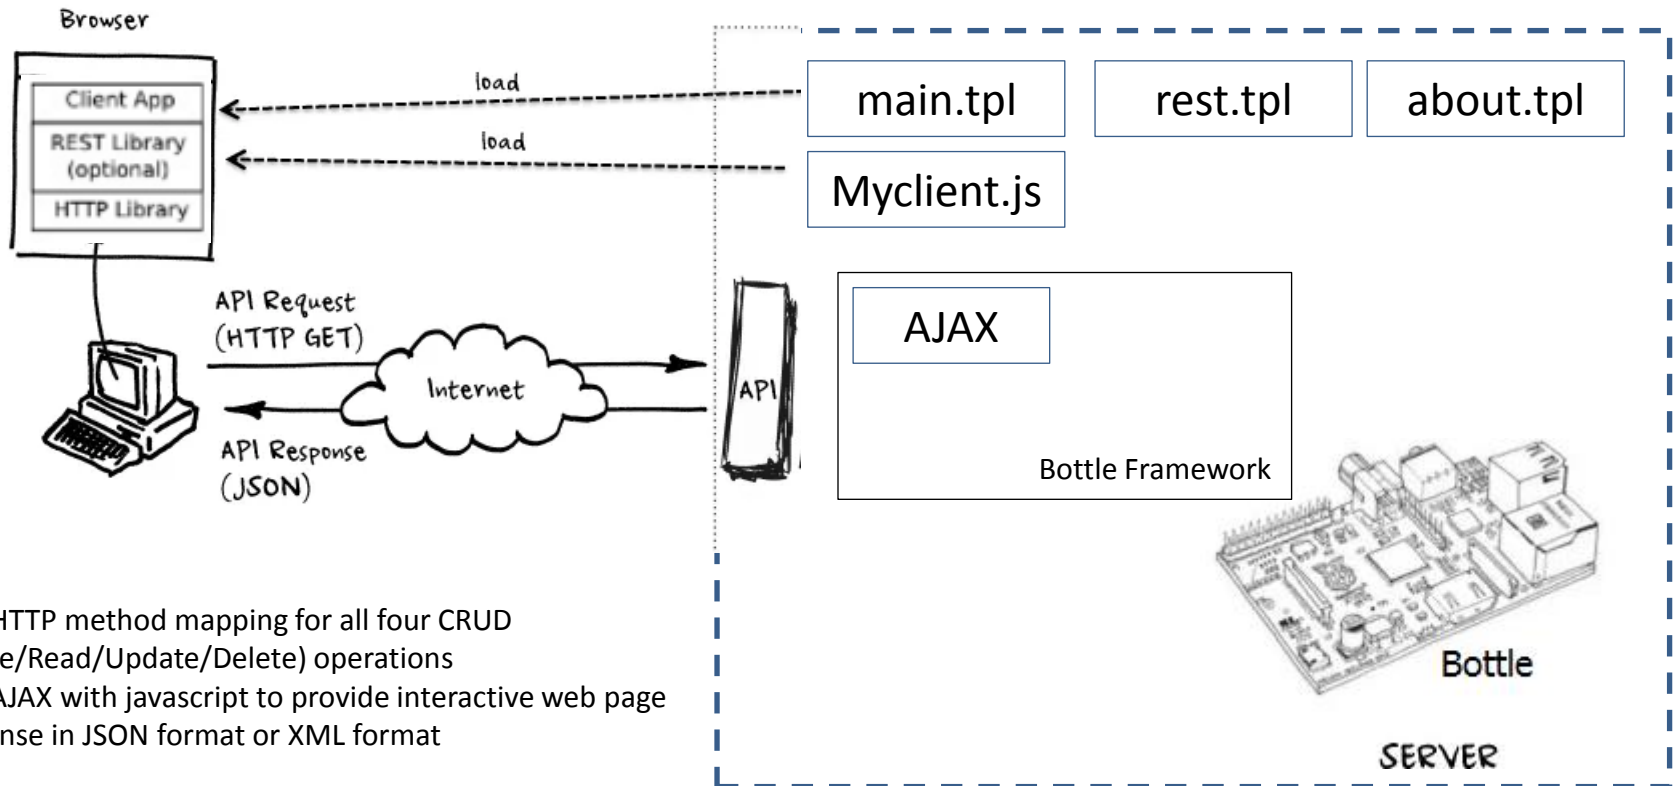 Browser
Client App
REST Library
(optional)
HTTP Library
load
load
main.tpl
rest.tpl
about.tpl
Myclient.js
API Request
(HTTP GET)
Internet
API Response
(JSON)
API
AJAX
Bottle Framework
Bottle
SERVER
HTTP method mapping for all four CRUD
e/Read/Update/Delete) operations
AJAX with javascript to provide interactive web page
nse in JSON format or XML format